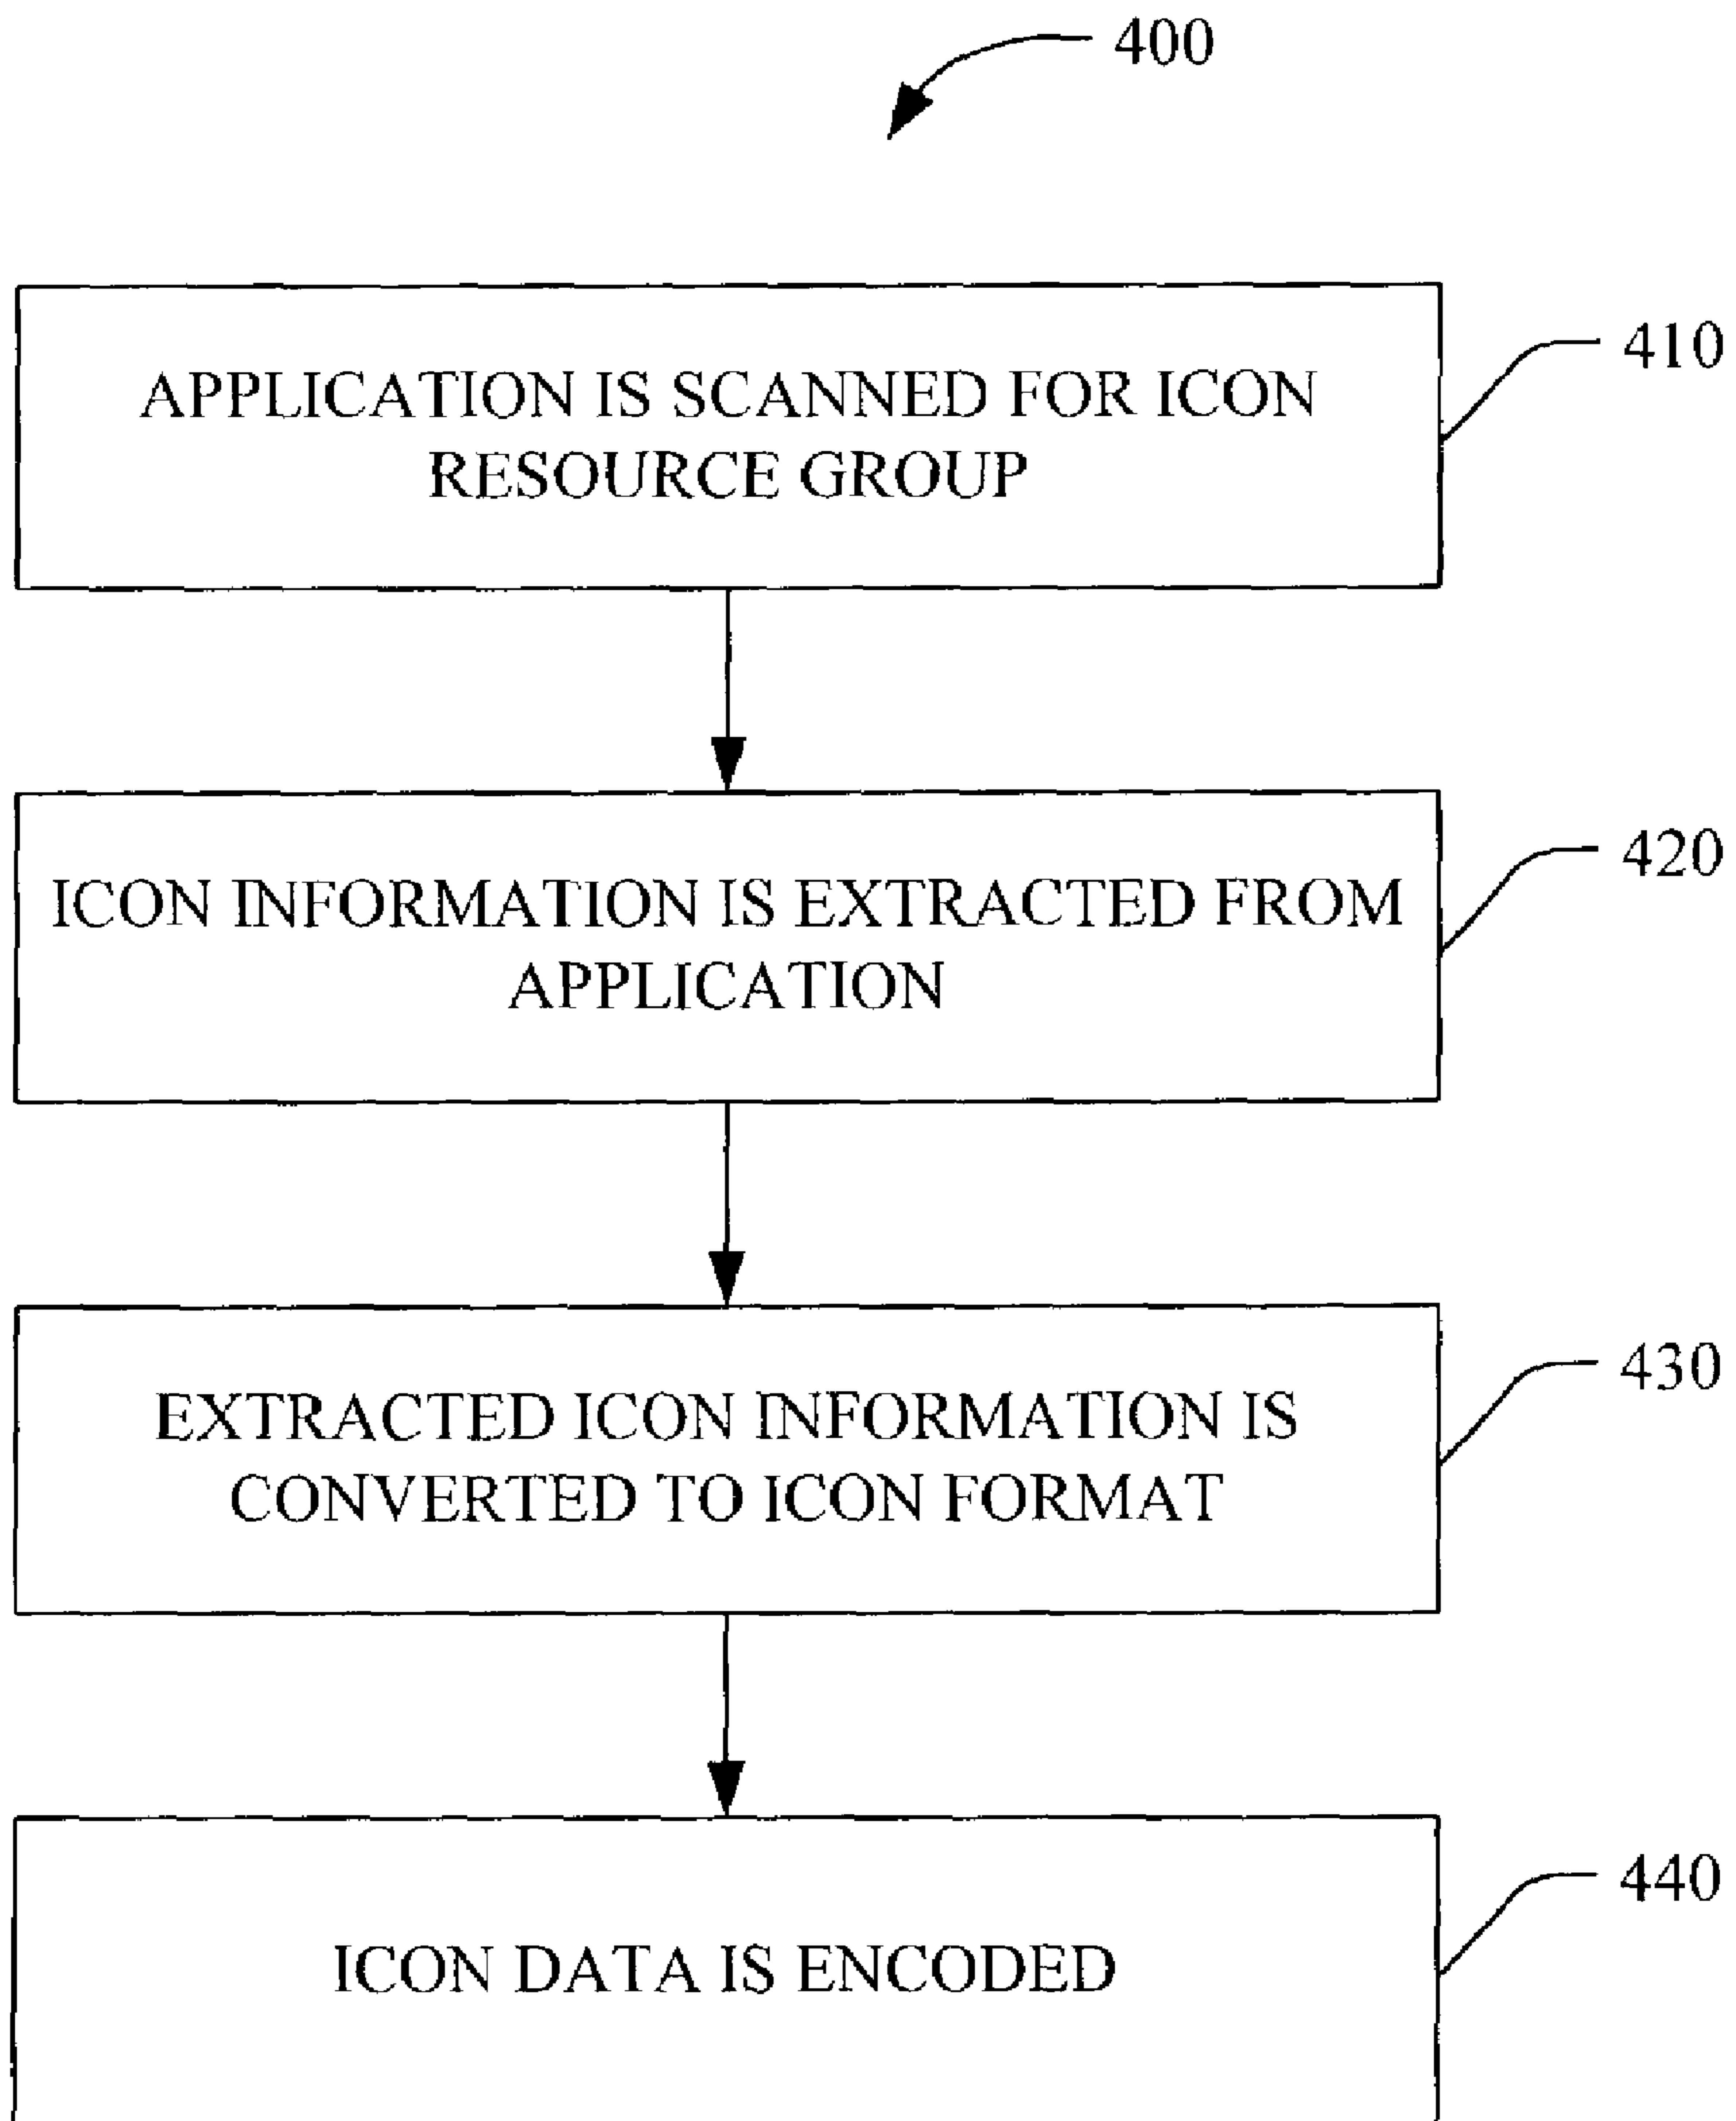 400
APPLICATION IS SCANNED FOR ICON
RESOURCE GROUP
410
ICON INFORMATION IS EXTRACTED FROM
APPLICATION
420
EXTRACTED ICON INFORMATION IS
CONVERTED TO ICON FORMAT
430
ICON DATA IS ENCODED
440